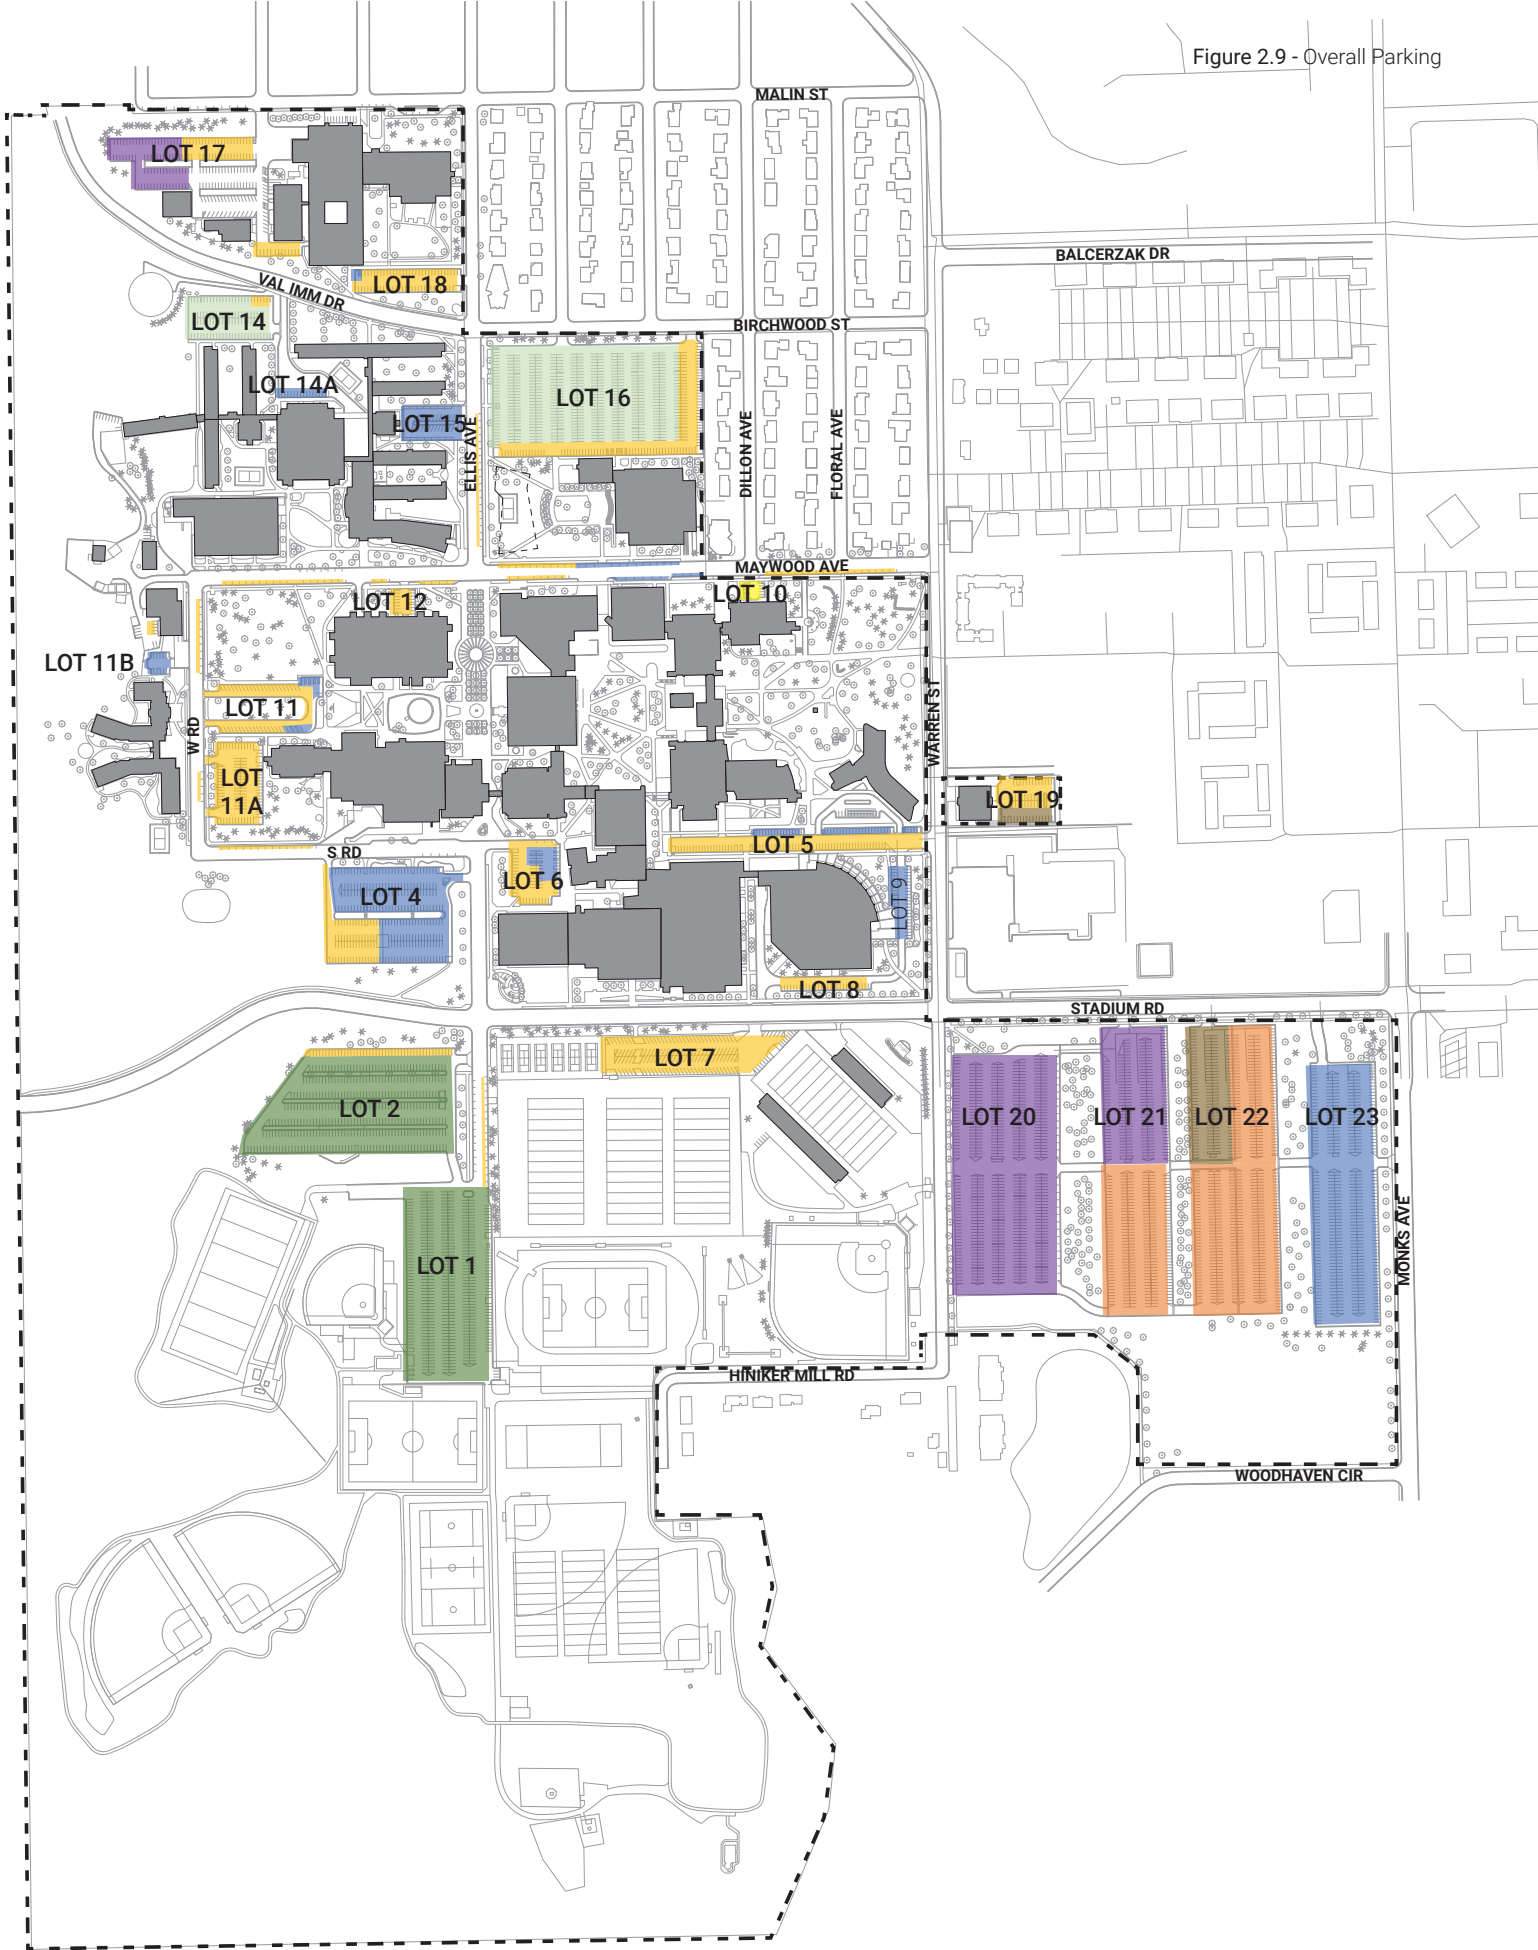 Figure 2.9 - Overall Parking
MALIN ST
LOT 17
BALCERZAK DR
LOT 18
VAL IMM DR
LOT 14
BIRCHWOOD ST
LOT 14A
LOT 16
LOT 15
ELLIS AVE
DILLON AVE
FLORAL AVE
MAYWOOD AVE
LOT 12
LOT 10
LOT 11B
LOT 11
W RD
WARREN ST
LOT
11A
LOT 19
S RD
LOT 5
LOT 6
LOT 4
LOT 9
LOT 8
STADIUM RD
LOT 7
LOT 2
LOT 20
LOT 21
LOT 22
LOT 23
MONKS AVE
LOT 1
HINIKER MILL RD
WOODHAVEN CIR